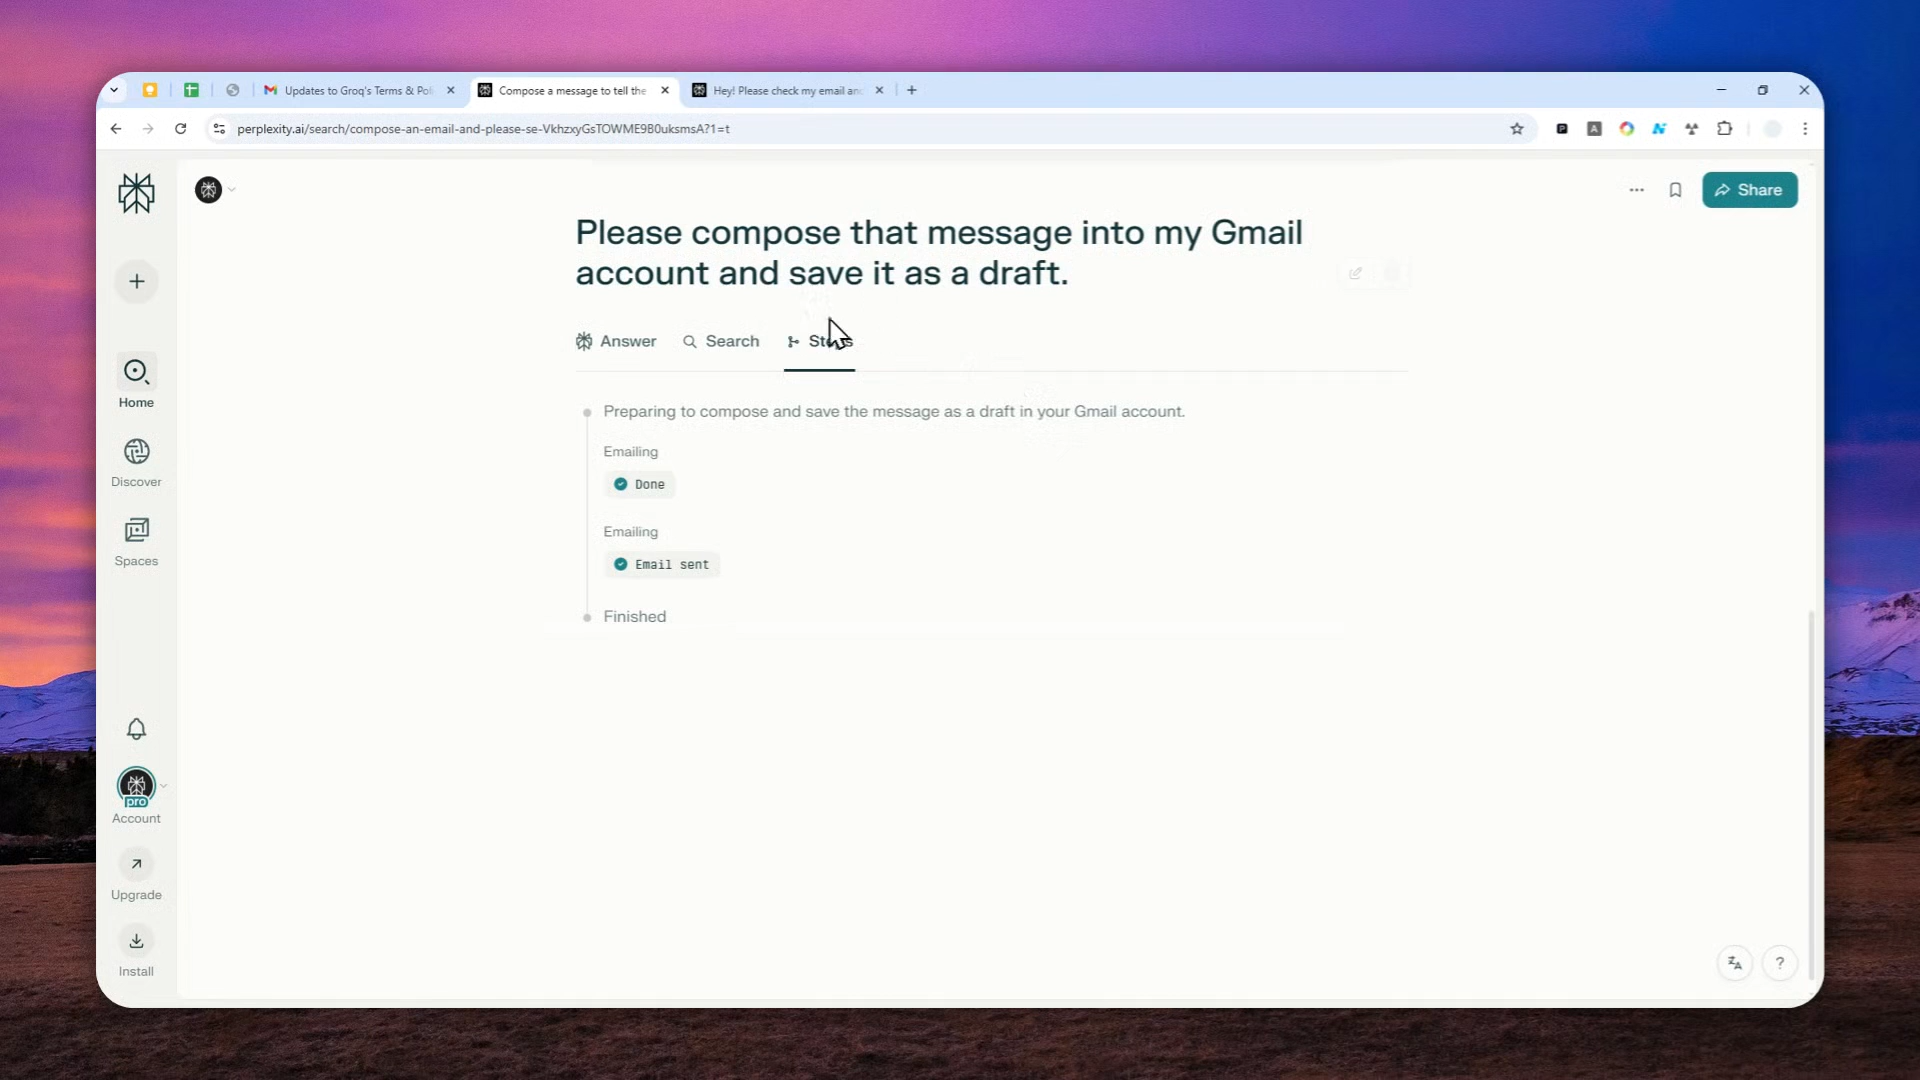 Updates to Groq's Terms & Pol
Compose a message to tell the
Hey! Please check my email an
perplexity.ai/search/compose-an-email-and-please-se-VkhzxyGsTOWME9B0uksmsA?1=t
Share
Please compose that message into my Gmail
account and save it as a draft.
Answer
Search
Steps
Preparing to compose and save the message as a draft in your Gmail account.
Emailing
Done
Emailing
Email sent
Finished
Home
Discover
Spaces
pro
Account
Upgrade
Install